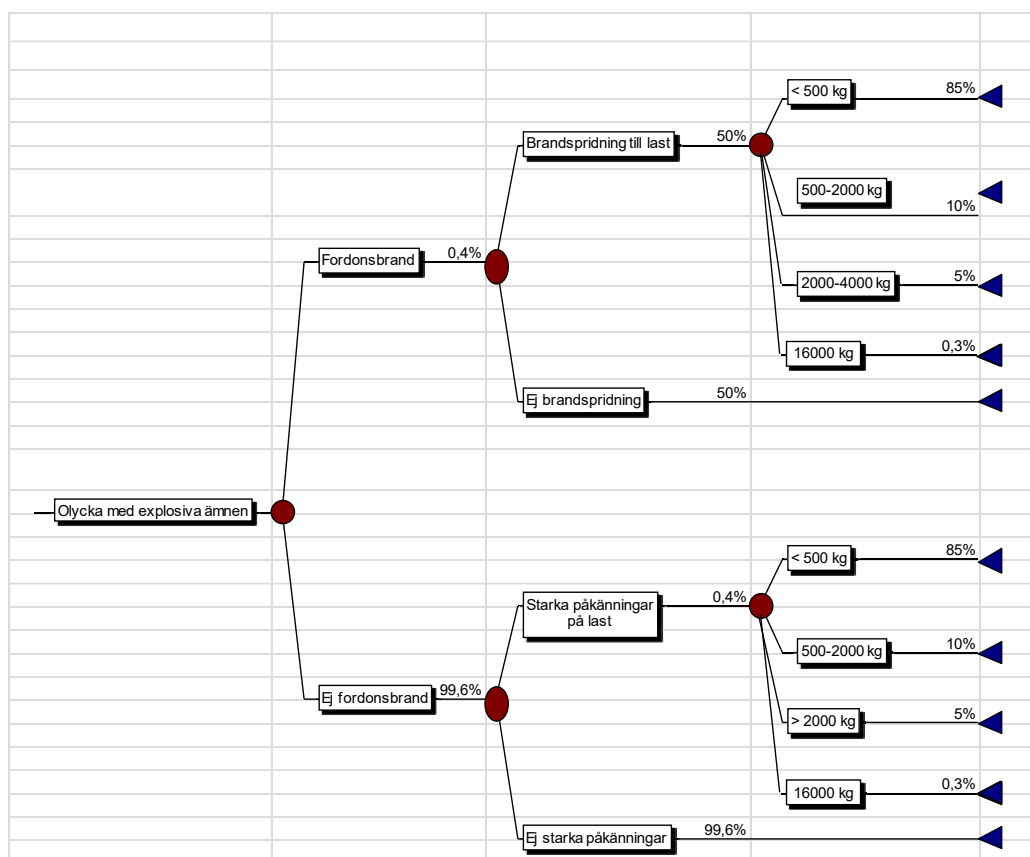 < 500 kg
85%
Brandspridning till last
50%
500-2000 kg
10%
Fordonsbrand
0,4%
2000-4000 kg
5%
16000 kg
0,3%
Ej brandspridning
50%
Olycka med explosiva ämnen
< 500 kg
85%
Starka påkänningar
på last
0,4%
500-2000 kg
10%
Ej fordonsbrand
99,6%
> 2000 kg
5%
16000 kg
0,3%
Ej starka påkänningar
99,6%